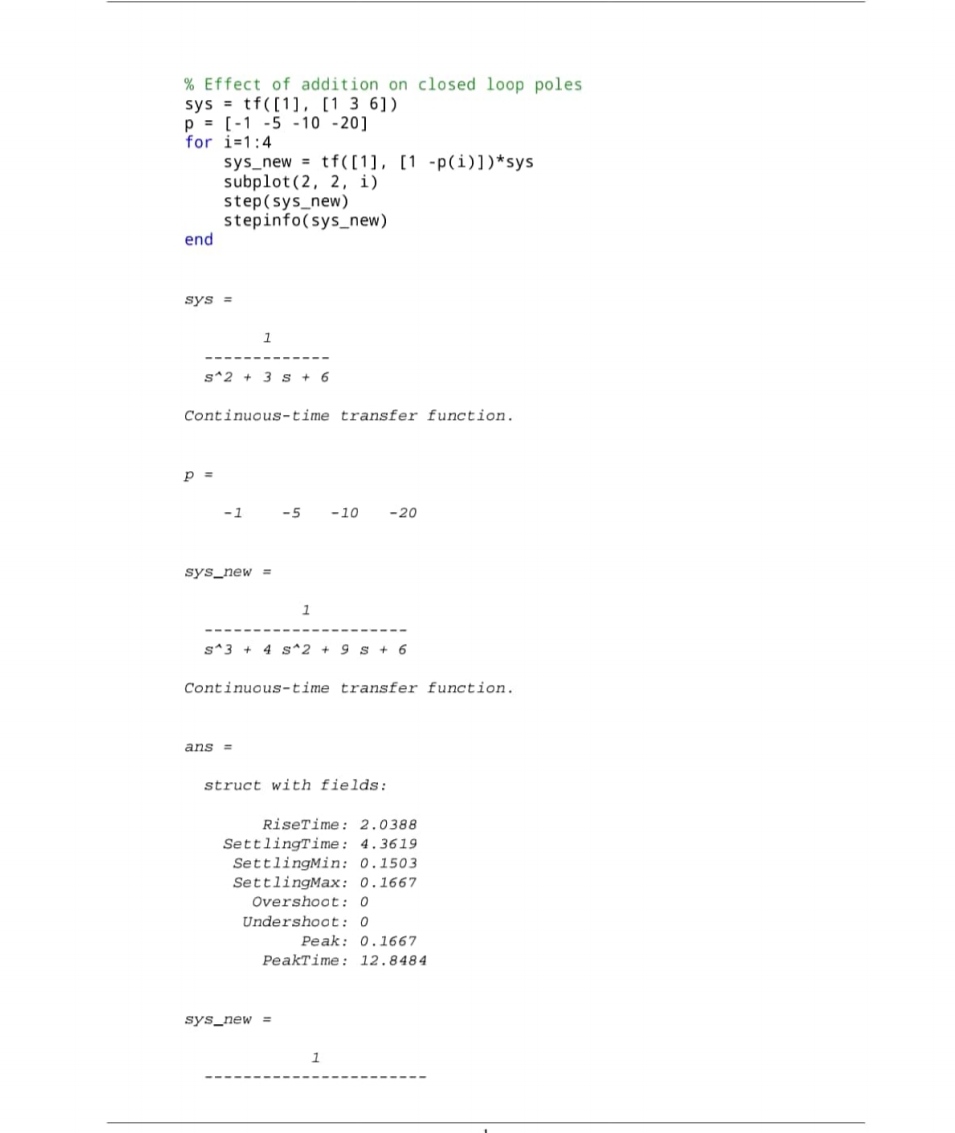 % Effect of addition on closed loop poles
sys = tf([1], [1 3 6])
p = [-1 -5 -10 -20]
for i=1:4
    sys_new = tf([1], [1 -p(i)])*sys
    subplot(2, 2, i)
    step(sys_new)
    stepinfo(sys_new)
end
sys =
1
-------------
s^2 + 3 s + 6
Continuous-time transfer function.
p =
-1 -5 -10 -20
sys_new =
1
---------------------
s^3 + 4 s^2 + 9 s + 6
Continuous-time transfer function.
ans =
struct with fields:
RiseTime: 2.0388
SettlingTime: 4.3619
SettlingMin: 0.1503
SettlingMax: 0.1667
Overshoot: 0
Undershoot: 0
Peak: 0.1667
PeakTime: 12.8484
sys_new =
1
-----------------------